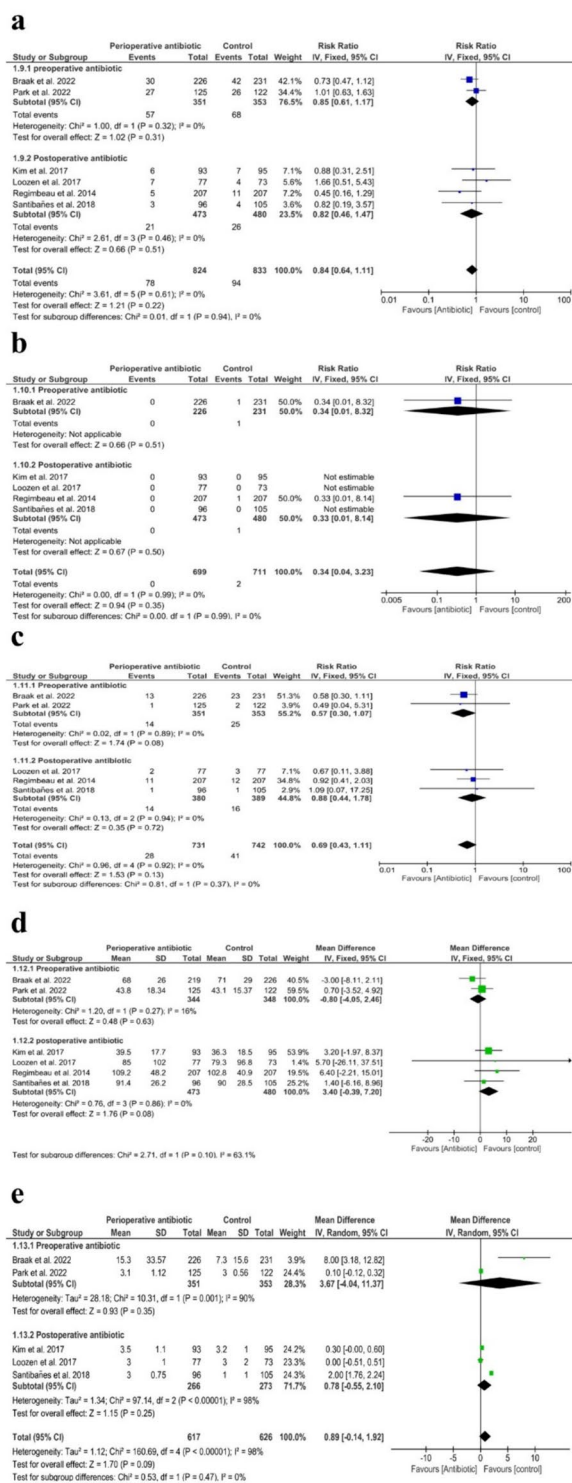 a
Perioperative antibiotic Control Risk Ratio Risk Ratio
Study or Subgroup Events Total Events Total Weight IV, Fixed, 95% CI IV, Fixed, 95% CI
1.9.1 preoperative antibiotic
Braak et al. 2022 30 226 42 231 42.1% 0.73 [0.47, 1.12]
Park et al. 2022 27 125 26 122 34.4% 1.01 [0.63, 1.63]
Subtotal (95% CI) 351 353 76.5% 0.85 [0.61, 1.17]
Total events 57 68
Heterogeneity: Chi² = 1.00, df = 1 (P = 0.32); I² = 0%
Test for overall effect: Z = 1.02 (P = 0.31)
1.9.2 Postoperative antibiotic
Kim et al. 2017 6 93 7 95 7.1% 0.88 [0.31, 2.51]
Loozen et al. 2017 7 77 4 73 5.6% 1.66 [0.51, 5.43]
Regimbeau et al. 2014 5 207 11 207 7.2% 0.45 [0.16, 1.29]
Santibañes et al. 2018 3 96 4 105 3.6% 0.82 [0.19, 3.57]
Subtotal (95% CI) 473 480 23.5% 0.82 [0.46, 1.47]
Total events 21 26
Heterogeneity: Chi² = 2.61, df = 3 (P = 0.46); I² = 0%
Test for overall effect: Z = 0.66 (P = 0.51)
Total (95% CI) 824 833 100.0% 0.84 [0.64, 1.11]
Total events 78 94
Heterogeneity: Chi² = 3.61, df = 5 (P = 0.61); I² = 0%
Test for overall effect: Z = 1.21 (P = 0.22)
Test for subgroup differences: Chi² = 0.01, df = 1 (P = 0.94), I² = 0%
0.01 0.1 1 10 100
Favours [Antibiotic] Favours [control]
b
Perioperative antibiotic Control Risk Ratio Risk Ratio
Study or Subgroup Events Total Events Total Weight IV, Fixed, 95% CI IV, Fixed, 95% CI
1.10.1 Preoperative antibiotic
Braak et al. 2022 0 226 1 231 50.0% 0.34 [0.01, 8.32]
Subtotal (95% CI) 226 231 50.0% 0.34 [0.01, 8.32]
Total events 0 1
Heterogeneity: Not applicable
Test for overall effect: Z = 0.66 (P = 0.51)
1.10.2 Postoperative antibiotic
Kim et al. 2017 0 93 0 95 Not estimable
Loozen et al. 2017 0 77 0 73 Not estimable
Regimbeau et al. 2014 0 207 1 207 50.0% 0.33 [0.01, 8.14]
Santibañes et al. 2018 0 96 0 105 Not estimable
Subtotal (95% CI) 473 480 50.0% 0.33 [0.01, 8.14]
Total events 0 1
Heterogeneity: Not applicable
Test for overall effect: Z = 0.67 (P = 0.50)
Total (95% CI) 699 711 100.0% 0.34 [0.04, 3.23]
Total events 0 2
Heterogeneity: Chi² = 0.00, df = 1 (P = 0.99); I² = 0%
Test for overall effect: Z = 0.94 (P = 0.35)
Test for subgroup differences: Chi² = 0.00, df = 1 (P = 0.99), I² = 0%
0.005 0.1 1 10 200
Favours [antibiotic] Favours [control]
c
Perioperative antibiotic Control Risk Ratio Risk Ratio
Study or Subgroup Events Total Events Total Weight IV, Fixed, 95% CI IV, Fixed, 95% CI
1.11.1 Preoperative antibiotic
Braak et al. 2022 13 226 23 231 51.3% 0.58 [0.30, 1.11]
Park et al. 2022 1 125 2 122 3.9% 0.49 [0.04, 5.31]
Subtotal (95% CI) 351 353 55.2% 0.57 [0.30, 1.07]
Total events 14 25
Heterogeneity: Chi² = 0.02, df = 1 (P = 0.89); I² = 0%
Test for overall effect: Z = 1.74 (P = 0.08)
1.11.2 Postoperative antibiotic
Loozen et al. 2017 2 77 3 77 7.1% 0.67 [0.11, 3.88]
Regimbeau et al. 2014 11 207 12 207 34.8% 0.92 [0.41, 2.03]
Santibañes et al. 2018 1 96 1 105 2.9% 1.09 [0.07, 17.25]
Subtotal (95% CI) 380 389 44.8% 0.88 [0.44, 1.78]
Total events 14 16
Heterogeneity: Chi² = 0.13, df = 2 (P = 0.94); I² = 0%
Test for overall effect: Z = 0.35 (P = 0.72)
Total (95% CI) 731 742 100.0% 0.69 [0.43, 1.11]
Total events 28 41
Heterogeneity: Chi² = 0.96, df = 4 (P = 0.92); I² = 0%
Test for overall effect: Z = 1.53 (P = 0.13)
Test for subgroup differences: Chi² = 0.81, df = 1 (P = 0.37), I² = 0%
0.01 0.1 1 10 100
Favours [Antibiotic] Favours [control]
d
Perioperative antibiotic Control Mean Difference Mean Difference
Study or Subgroup Mean SD Total Mean SD Total Weight IV, Fixed, 95% CI IV, Fixed, 95% CI
1.12.1 Preoperative antibiotic
Braak et al. 2022 68 26 219 71 29 226 40.5% -3.00 [-8.11, 2.11]
Park et al. 2022 43.8 18.34 125 43.1 15.37 122 59.5% 0.70 [-3.52, 4.92]
Subtotal (95% CI) 344 348 100.0% -0.80 [-4.05, 2.46]
Heterogeneity: Chi² = 1.20, df = 1 (P = 0.27); I² = 16%
Test for overall effect: Z = 0.48 (P = 0.63)
1.12.2 postoperative antibiotic
Kim et al. 2017 39.5 17.7 93 36.3 18.5 95 53.9% 3.20 [-1.97, 8.37]
Loozen et al. 2017 85 102 77 79.3 96.8 73 1.4% 5.70 [-26.11, 37.51]
Regimbeau et al. 2014 109.2 48.2 207 102.8 40.9 207 19.5% 6.40 [-2.21, 15.01]
Santibañes et al. 2018 91.4 26.2 96 90 28.5 105 25.2% 1.40 [-6.16, 8.96]
Subtotal (95% CI) 473 480 100.0% 3.40 [-0.39, 7.20]
Heterogeneity: Chi² = 0.76, df = 3 (P = 0.86); I² = 0%
Test for overall effect: Z = 1.76 (P = 0.08)
Test for subgroup differences: Chi² = 2.71, df = 1 (P = 0.10), I² = 63.1%
-20 -10 0 10 20
Favours [Antibiotic] Favours [control]
e
Perioperative antibiotic Control Mean Difference Mean Difference
Study or Subgroup Mean SD Total Mean SD Total Weight IV, Random, 95% CI IV, Random, 95% CI
1.13.1 Preoperative antibiotic
Braak et al. 2022 15.3 33.57 226 7.3 15.6 231 3.9% 8.00 [3.18, 12.82]
Park et al. 2022 3.1 1.12 125 3 0.56 122 24.4% 0.10 [-0.12, 0.32]
Subtotal (95% CI) 351 353 28.3% 3.67 [-4.04, 11.37]
Heterogeneity: Tau² = 28.18; Chi² = 10.31, df = 1 (P = 0.001); I² = 90%
Test for overall effect: Z = 0.93 (P = 0.35)
1.13.2 Postoperative antibiotic
Kim et al. 2017 3.5 1.1 93 3.2 1 95 24.2% 0.30 [-0.00, 0.60]
Loozen et al. 2017 3 1 77 3 2 73 23.2% 0.00 [-0.51, 0.51]
Santibañes et al. 2018 3 0.75 96 1 1 105 24.3% 2.00 [1.76, 2.24]
Subtotal (95% CI) 266 273 71.7% 0.78 [-0.55, 2.10]
Heterogeneity: Tau² = 1.34; Chi² = 97.14, df = 2 (P < 0.00001); I² = 98%
Test for overall effect: Z = 1.15 (P = 0.25)
Total (95% CI) 617 626 100.0% 0.89 [-0.14, 1.92]
Heterogeneity: Tau² = 1.12; Chi² = 160.69, df = 4 (P < 0.00001); I² = 98%
Test for overall effect: Z = 1.70 (P = 0.09)
Test for subgroup differences: Chi² = 0.53, df = 1 (P = 0.47), I² = 0%
-10 -5 0 5 10
Favours [Antibiotic] Favours [control]